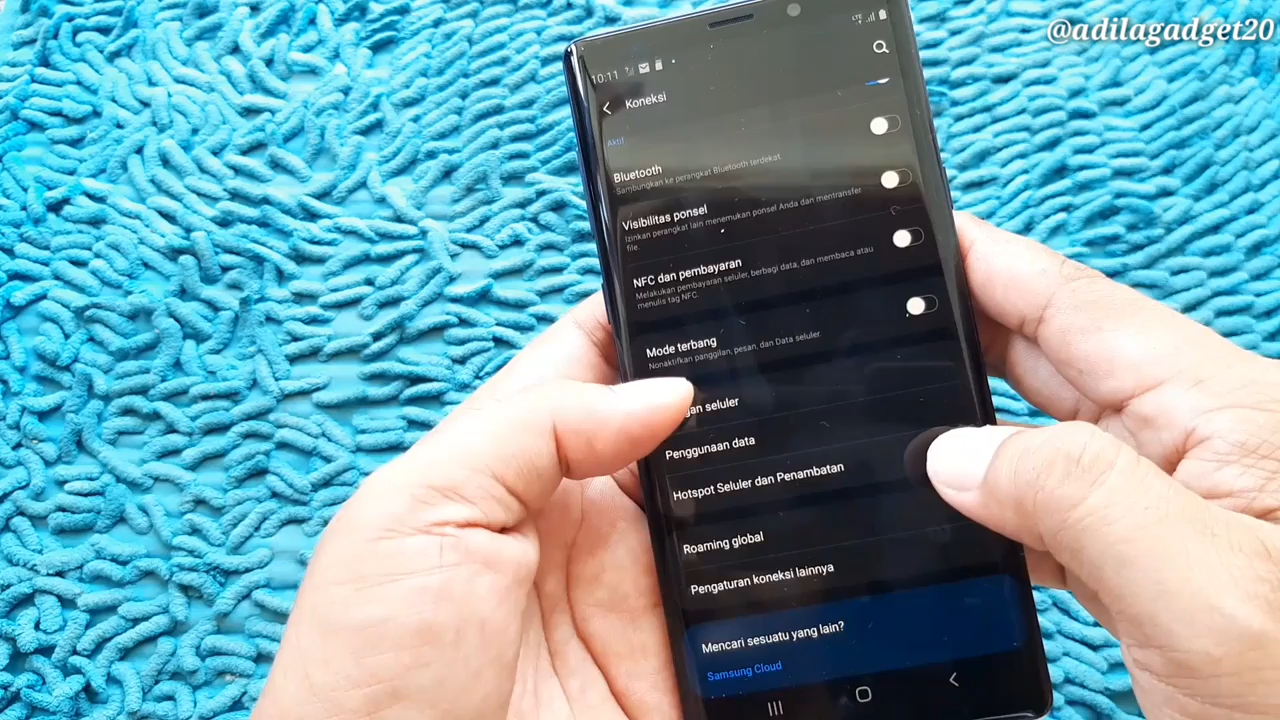 @adilagadget20
LTE
10:11
Koneksi
Aktif
Bluetooth
Sambungkan ke perangkat Bluetooth terdekat.
Visibilitas ponsel
Izinkan perangkat lain menemukan ponsel Anda dan mentransfer
file.
NFC dan pembayaran
Melakukan pembayaran seluler, berbagi data, dan membaca atau
menulis tag NFC.
Mode terbang
Nonaktifkan panggilan, pesan, dan Data seluler.
seluler
Penggunaan data
Hotspot Seluler dan Penambatan
Roaming global
Pengaturan koneksi lainnya
Mencari sesuatu yang lain?
Samsung Cloud